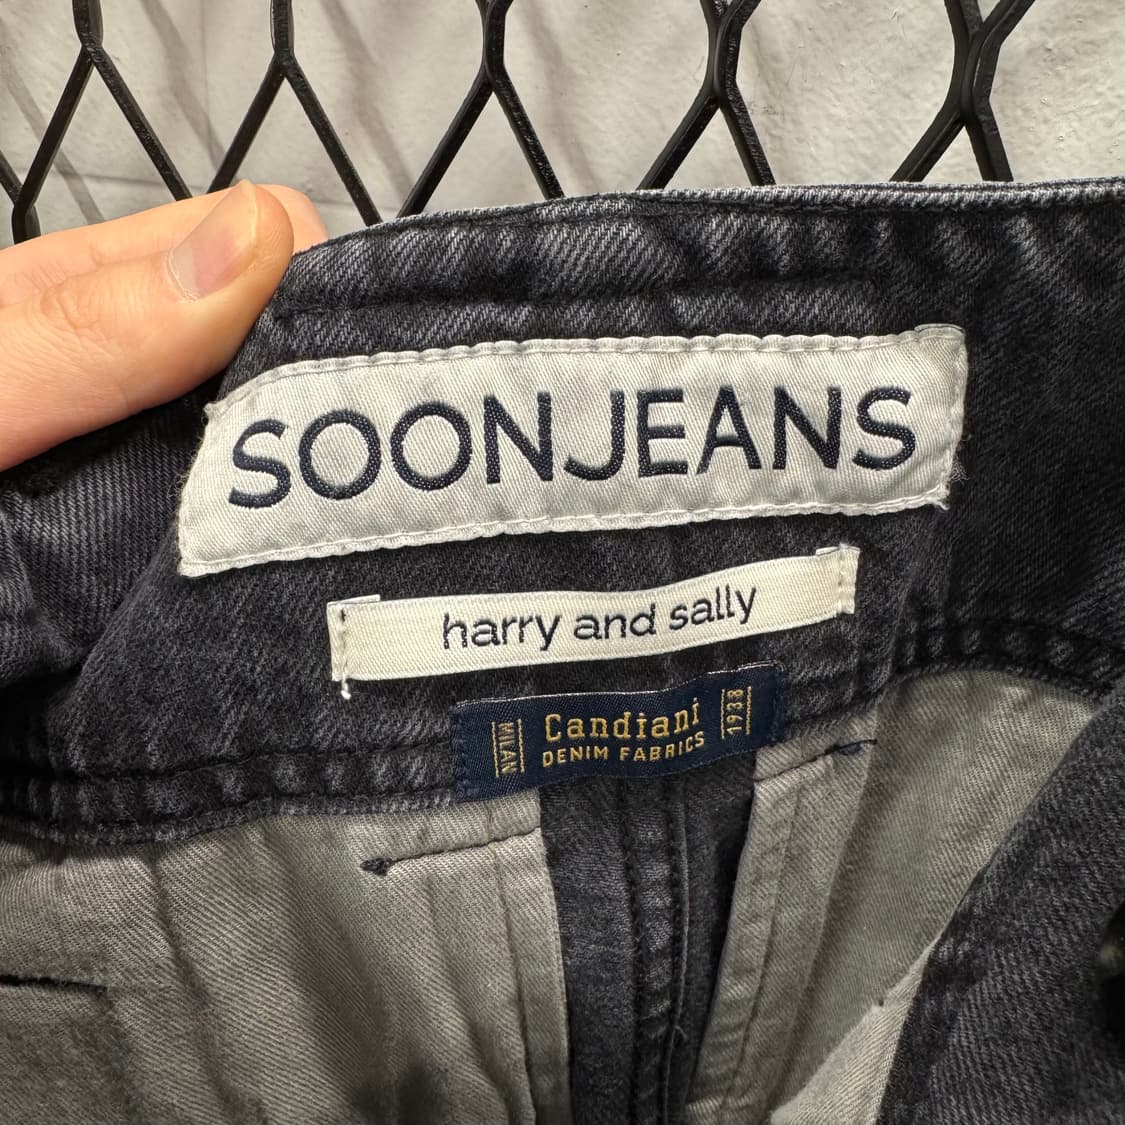 SOONJEANS
harry and sally
MILAN
Candiani
DENIM FABRICS
1938